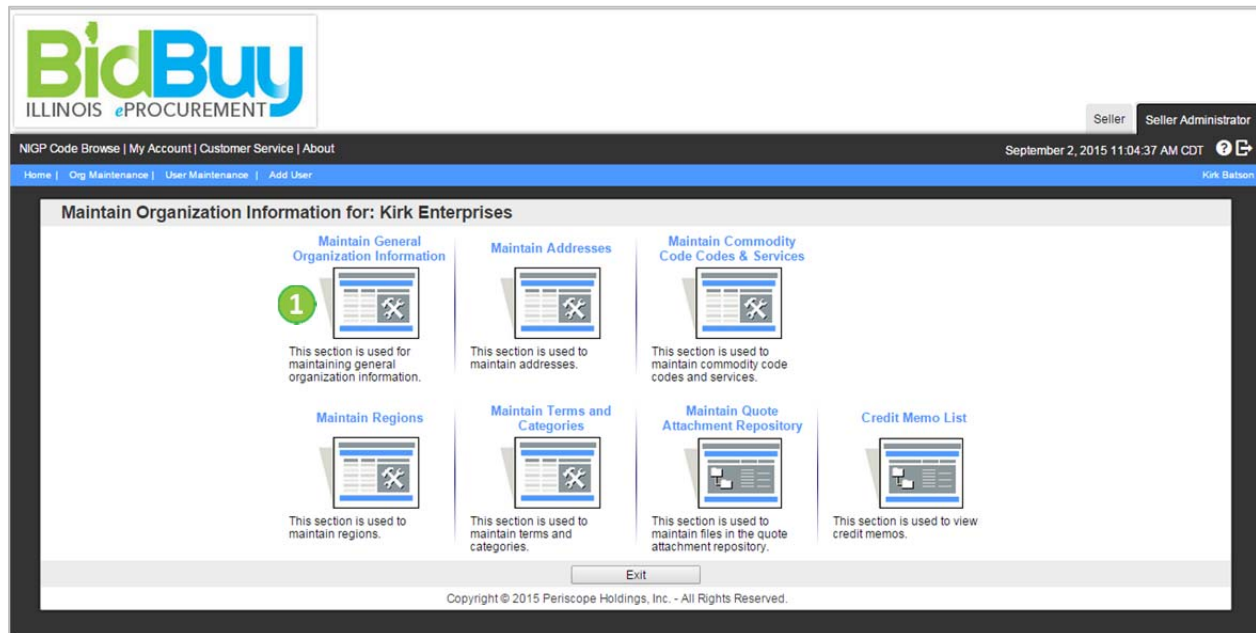 BidBuy
ILLINOIS ePROCUREMENT
Seller
Seller Administrator
NIGP Code Browse | My Account | Customer Service | About
September 2, 2015 11:04:37 AM CDT
?
Home | Org Maintenance | User Maintenance | Add User
Kirk Batson
Maintain Organization Information for: Kirk Enterprises
Maintain General
Organization Information
1
This section is used for
maintaining general
organization information.
Maintain Addresses
This section is used to
maintain addresses.
Maintain Commodity
Code Codes & Services
This section is used to
maintain commodity code
codes and services.
Maintain Regions
This section is used to
maintain regions.
Maintain Terms and
Categories
This section is used to
maintain terms and
categories.
Maintain Quote
Attachment Repository
This section is used to
maintain files in the quote
attachment repository.
Credit Memo List
This section is used to view
credit memos.
Exit
Copyright © 2015 Periscope Holdings, Inc. - All Rights Reserved.